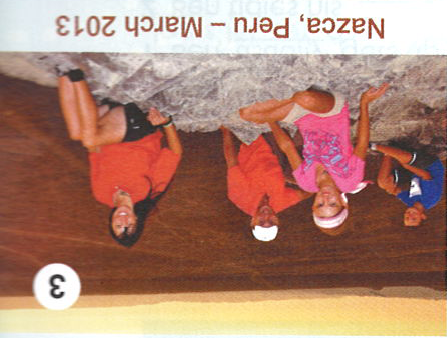 3
Nazca, Peru – March 2013